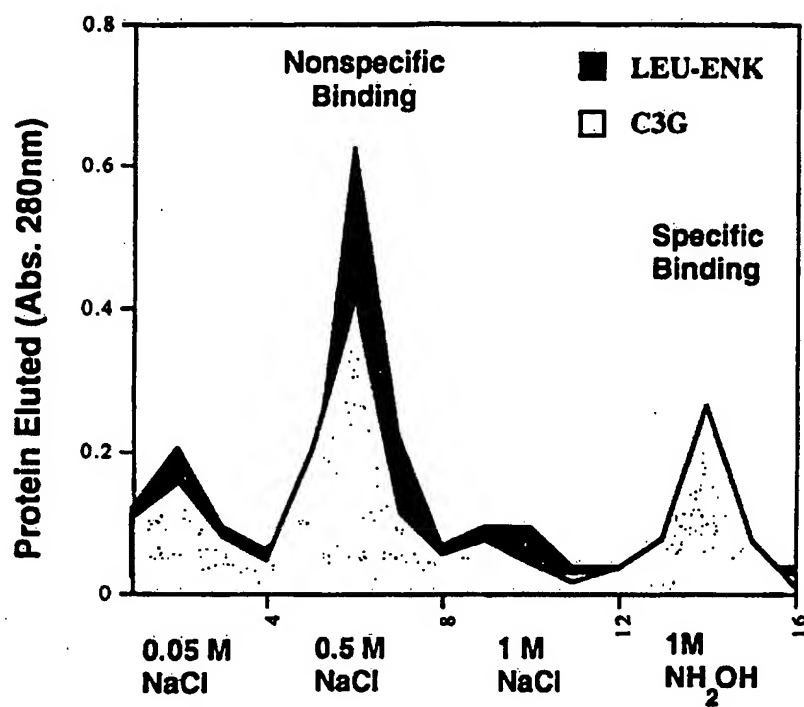 0.8
0.6
0.4
0.2
0
Protein Eluted (Abs. 280nm)
Nonspecific
Binding
LEU-ENK
C3G
Specific
Binding
4
8
12
16
0.05 M
NaCl
0.5 M
NaCl
1 M
NaCl
1M
NH₂OH